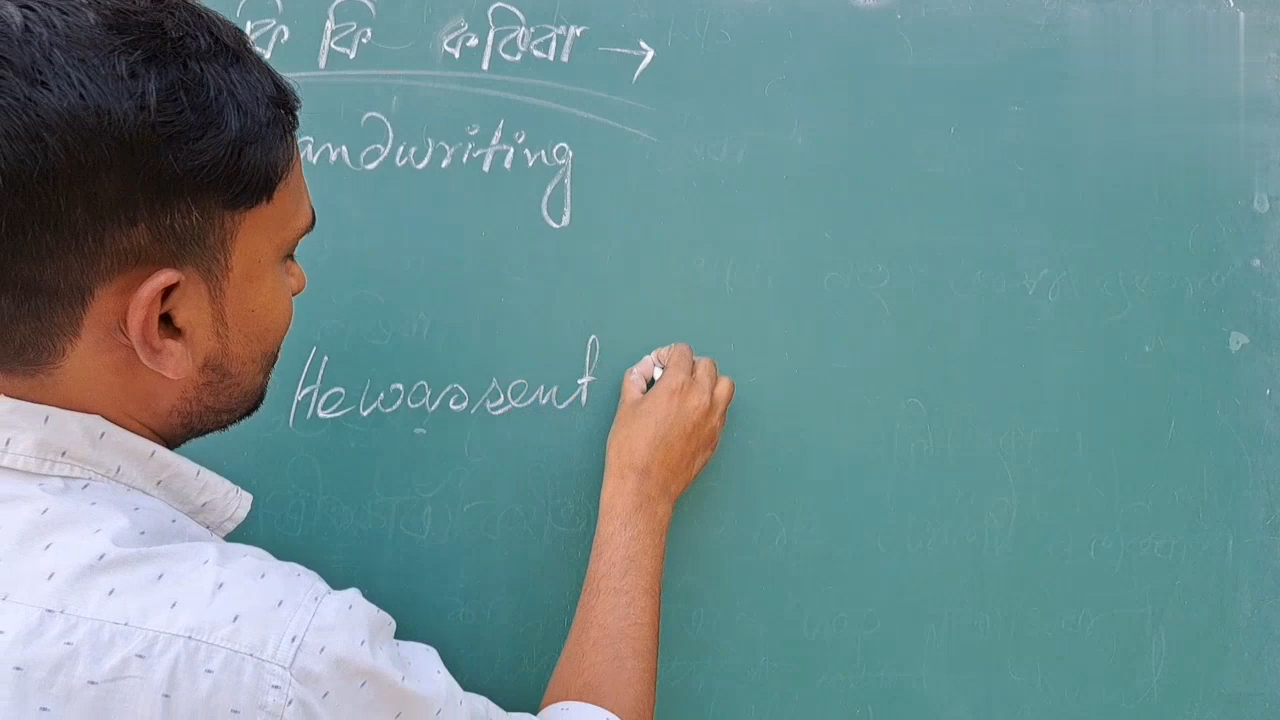 কি কি কৰিবা →
andwriting
Hewassent